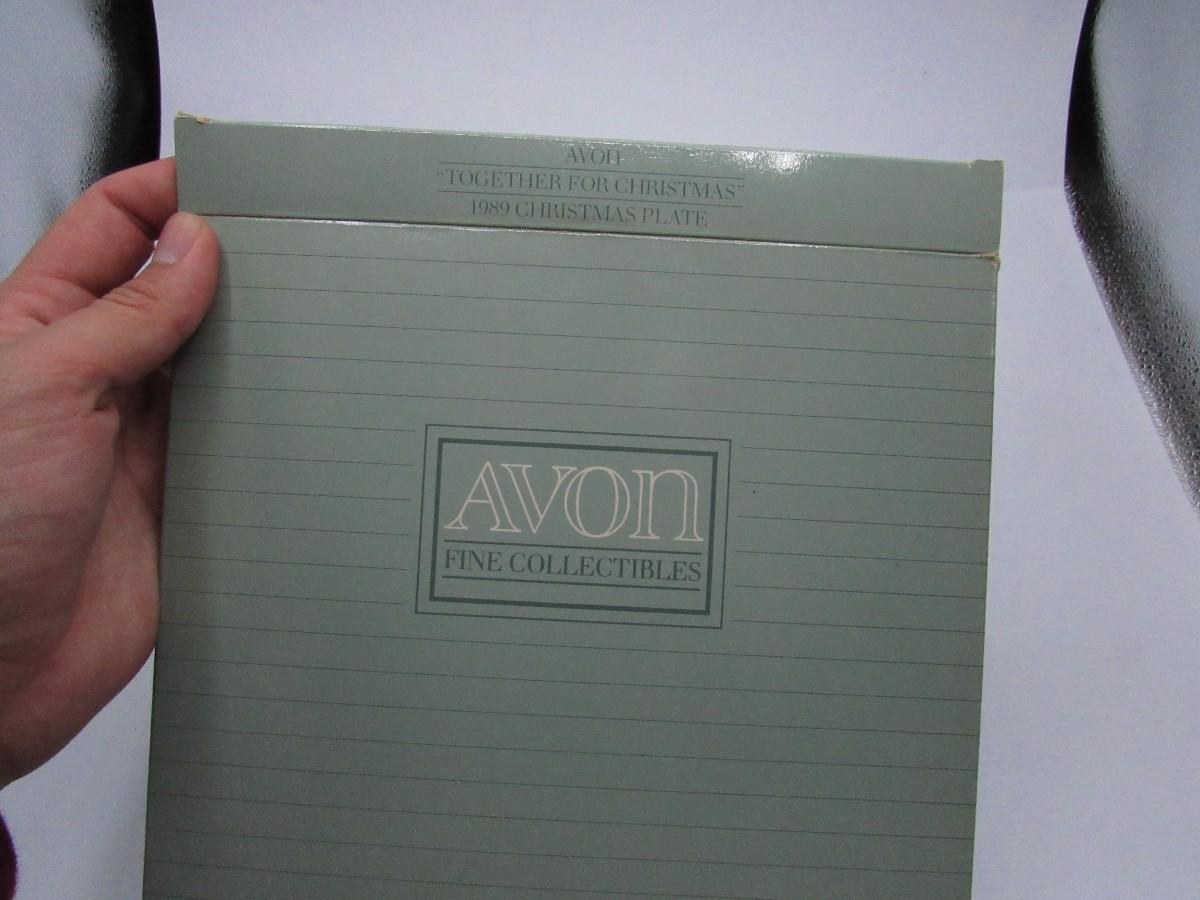 AVON
“TOGETHER FOR CHRISTMAS”
1989 CHRISTMAS PLATE
AVON
FINE COLLECTIBLES